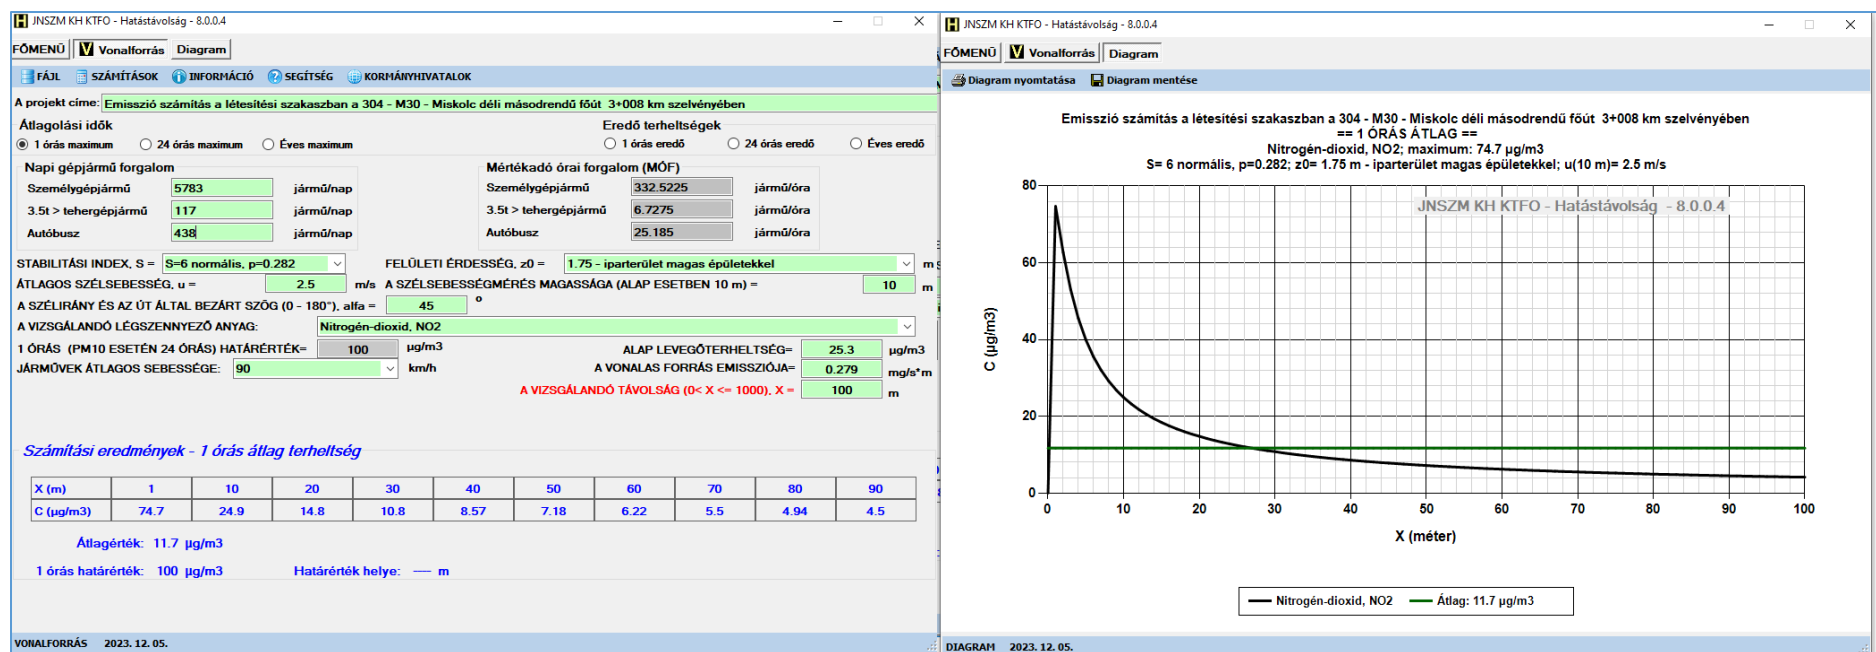 JNSZM KH KTFO - Hatástávolság - 8.0.0.4
FŐMENÜ Vonalforrás Diagram
FÁJL SZÁMÍTÁSOK INFORMÁCIÓ SEGÍTSÉG KORMÁNYHIVATALOK
A projekt címe: Emisszió számítás a létesítési szakaszban a 304 - M30 - Miskolc déli másodrendű főút 3+008 km szelvényében
Átlagolási idők
Eredő terheltségek
1 órás maximum 24 órás maximum Éves maximum
1 órás eredő 24 órás eredő Éves eredő
Napi gépjármű forgalom
Személygépjármű 5783 jármű/nap
3.5t > tehergépjármű 117 jármű/nap
Autóbusz 438 jármű/nap
Mértékadó órai forgalom (MÓF)
Személygépjármű 332.5225 jármű/óra
3.5t > tehergépjármű 6.7275 jármű/óra
Autóbusz 25.185 jármű/óra
STABILITÁSI INDEX, S = S=6 normális, p=0.282
FELÜLETI ÉRDESSÉG, z0 = 1.75 - iparterület magas épületekkel m
ÁTLAGOS SZÉLSEBESSÉG, u = 2.5 m/s A SZÉLSEBESSÉGMÉRÉS MAGASSÁGA (ALAP ESETBEN 10 m) = 10 m
A SZÉLIRÁNY ÉS AZ ÚT ÁLTAL BEZÁRT SZÖG (0 - 180°), alfa = 45 °
A VIZSGÁLANDÓ LÉGSZENNYEZŐ ANYAG: Nitrogén-dioxid, NO2
1 ÓRÁS (PM10 ESETÉN 24 ÓRÁS) HATÁRÉRTÉK= 100 µg/m3
ALAP LEVEGŐTERHELTSÉG= 25.3 µg/m3
JÁRMŰVEK ÁTLAGOS SEBESSÉGE: 90 km/h
A VONALAS FORRÁS EMISSZIÓJA= 0.279 mg/s*m
A VIZSGÁLANDÓ TÁVOLSÁG (0< X <= 1000), X = 100 m
Számítási eredmények - 1 órás átlag terheltség
X (m) 1 10 20 30 40 50 60 70 80 90
C (µg/m3) 74.7 24.9 14.8 10.8 8.57 7.18 6.22 5.5 4.94 4.5
Átlagérték: 11.7 µg/m3
1 órás határérték: 100 µg/m3 Határérték helye: ---- m
VONALFORRÁS 2023. 12. 05.
JNSZM KH KTFO - Hatástávolság - 8.0.0.4
FŐMENÜ Vonalforrás Diagram
Diagram nyomtatása Diagram mentése
Emisszió számítás a létesítési szakaszban a 304 - M30 - Miskolc déli másodrendű főút 3+008 km szelvényében
== 1 ÓRÁS ÁTLAG ==
Nitrogén-dioxid, NO2; maximum: 74.7 µg/m3
S= 6 normális, p=0.282; z0= 1.75 m - iparterület magas épületekkel; u(10 m)= 2.5 m/s
JNSZM KH KTFO - Hatástávolság - 8.0.0.4
80
60
40
20
0
C (µg/m3)
0 10 20 30 40 50 60 70 80 90 100
X (méter)
Nitrogén-dioxid, NO2 Átlag: 11.7 µg/m3
DIAGRAM 2023. 12. 05.